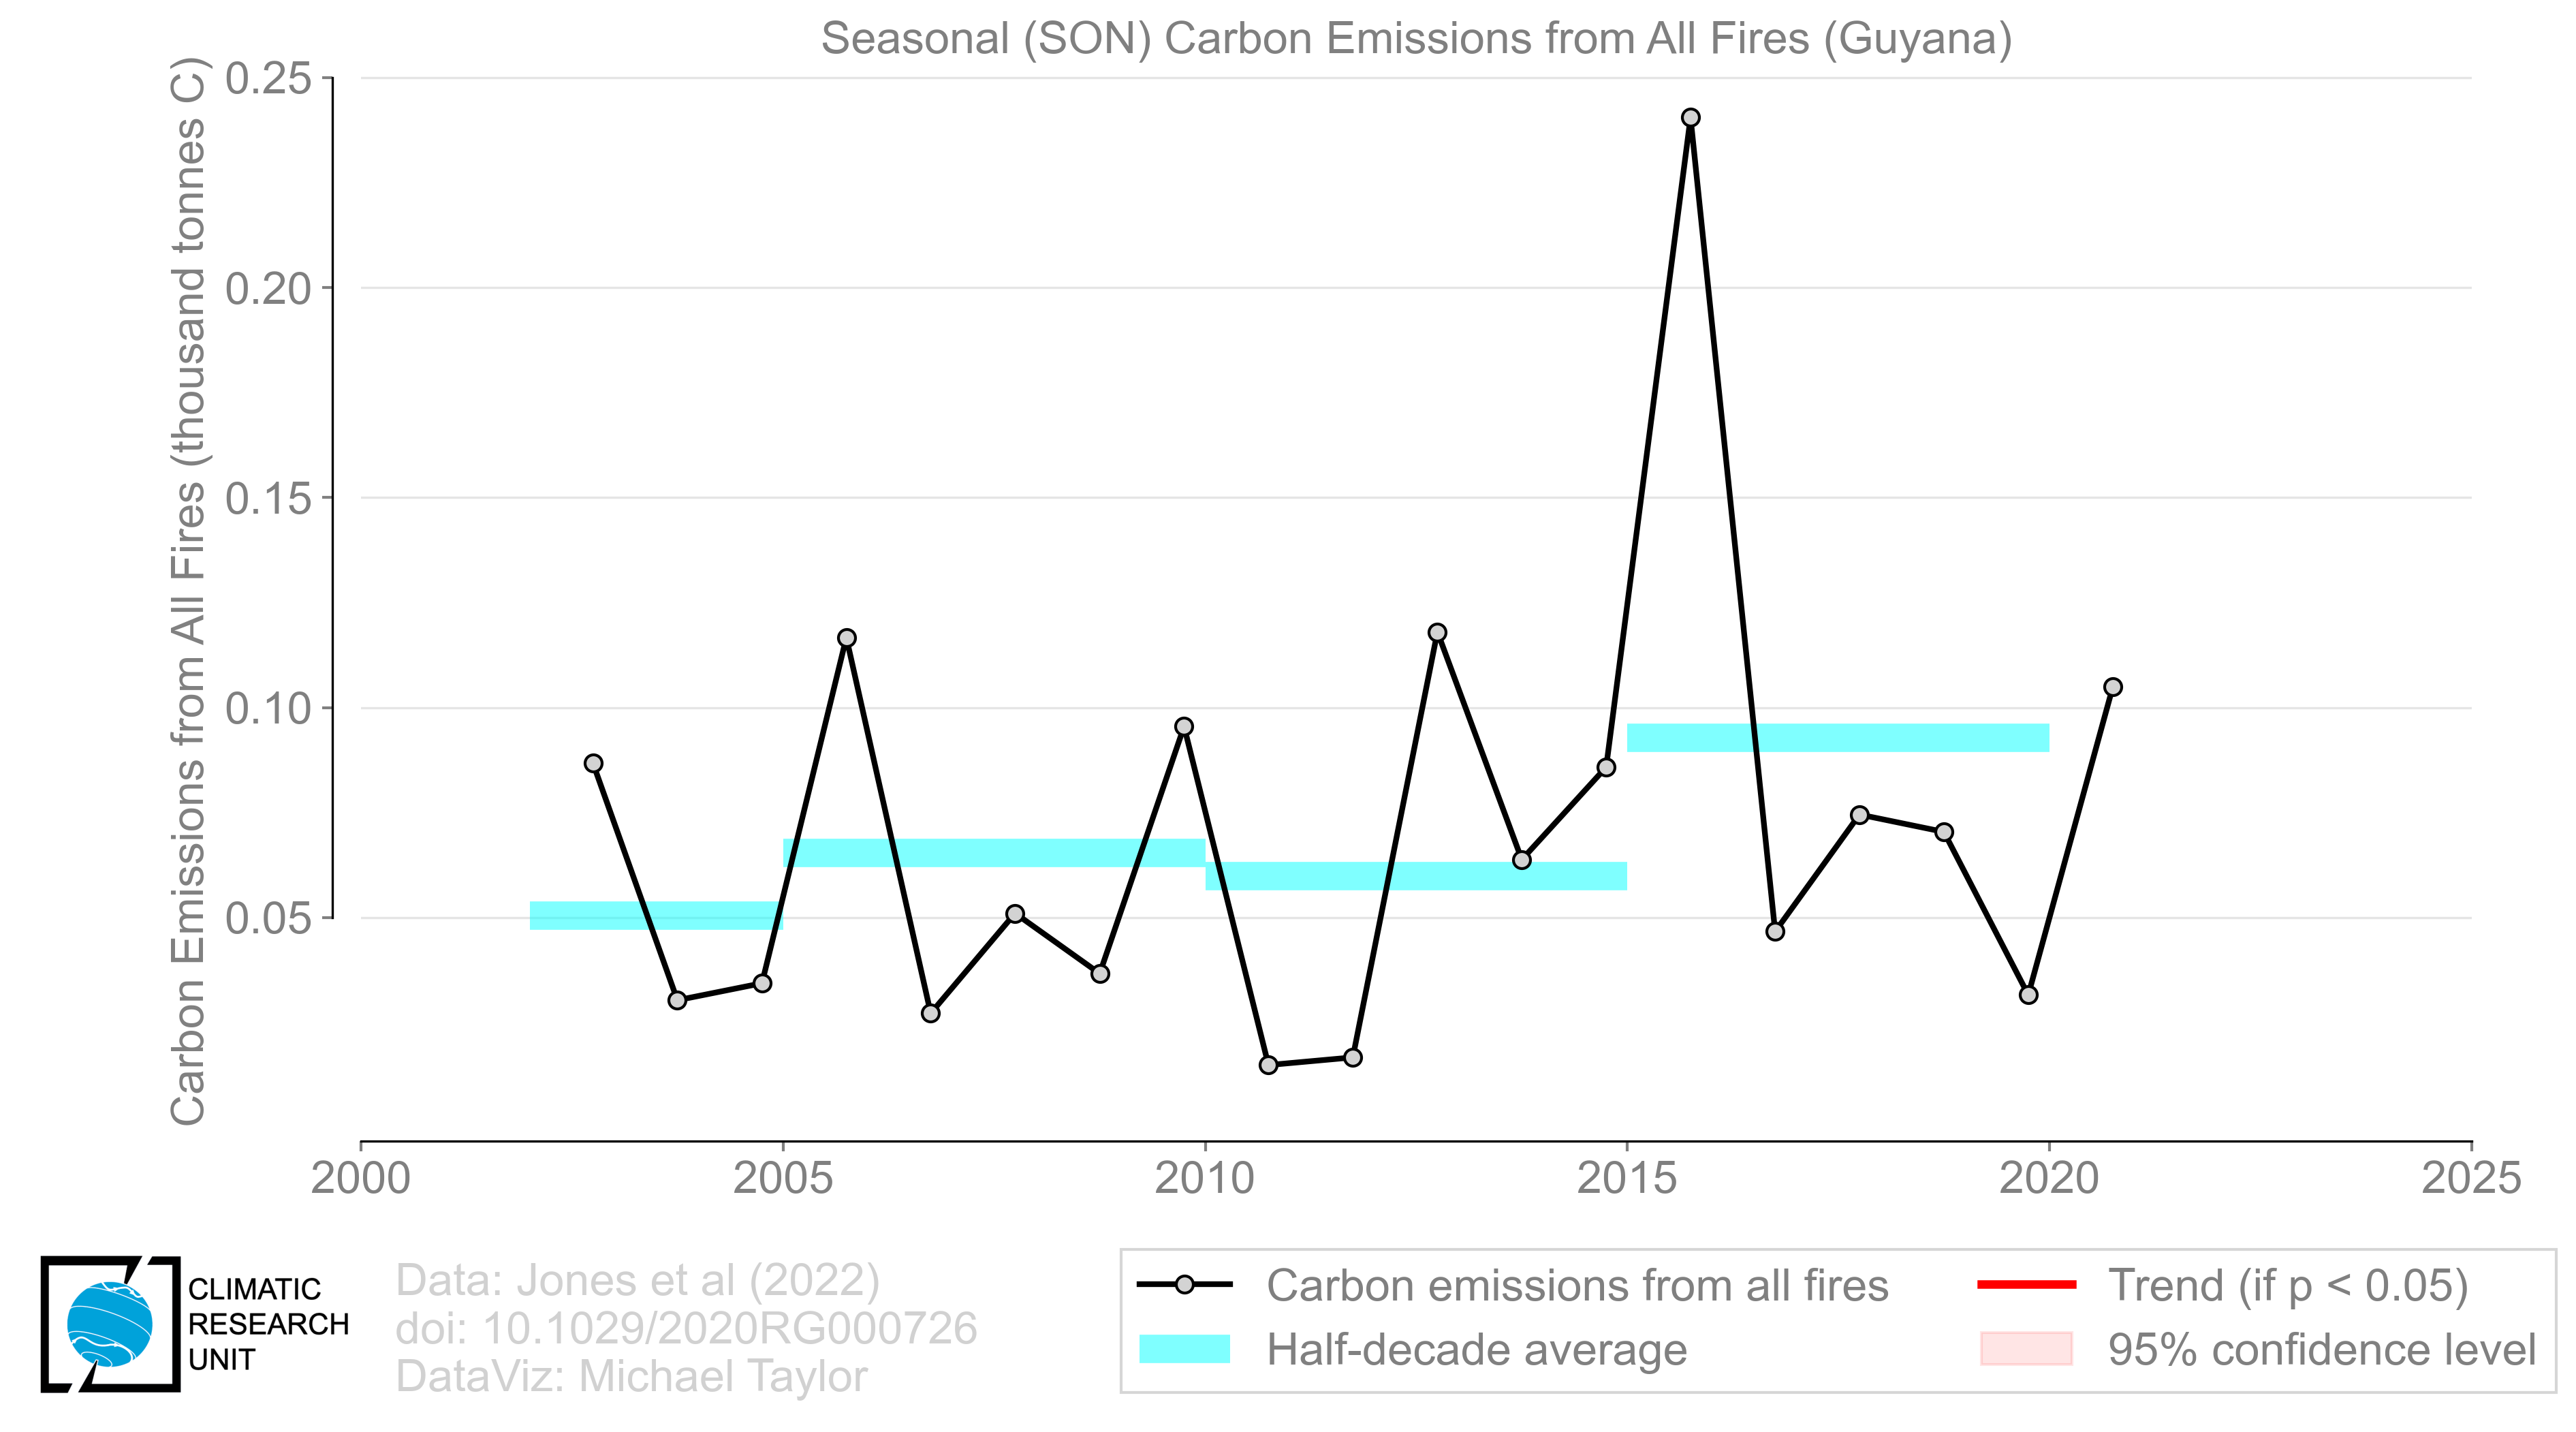 Seasonal (SON) Carbon Emissions from All Fires (Guyana)
Carbon Emissions from All Fires (thousand tonnes C)
0.25
0.20
0.15
0.10
0.05
2000
2005
2010
2015
2020
2025
CLIMATIC
RESEARCH
UNIT
Data: Jones et al (2022)
doi: 10.1029/2020RG000726
DataViz: Michael Taylor
Carbon emissions from all fires
Half-decade average
Trend (if p < 0.05)
95% confidence level